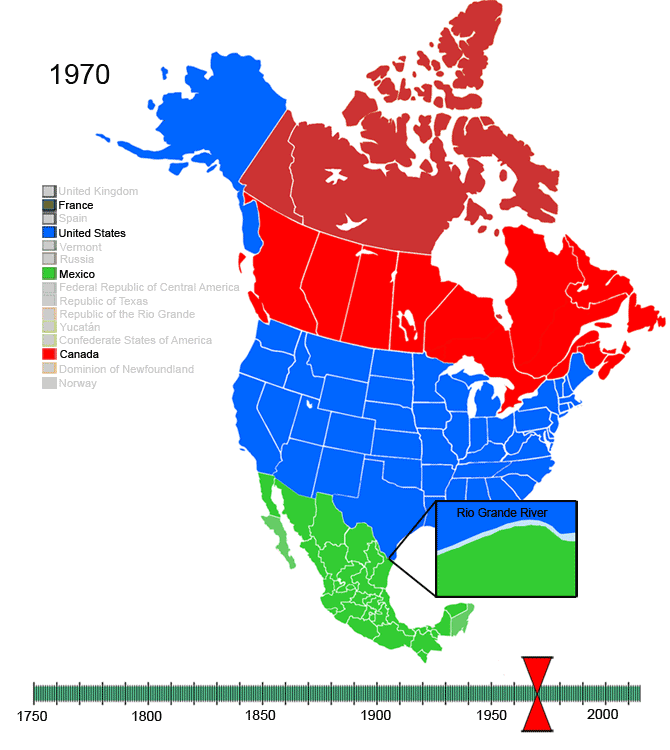 1970
United Kingdom
France
Spain
United States
Vermont
Russia
Mexico
Federal Republic of Central America
Republic of Texas
Republic of the Rio Grande
Yucatán
Confederate States of America
Canada
Dominion of Newfoundland
Norway
Rio Grande River
1750 1800 1850 1900 1950 2000